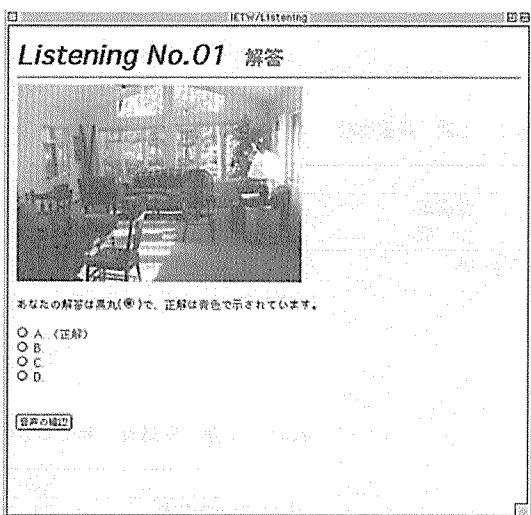 IETW/Listening
Listening No.01 解答
あなたの解答は黒丸(◉)で、正解は青色で示されています。
○ A.（正解）
○ B.
○ C.
○ D.
音声の確認